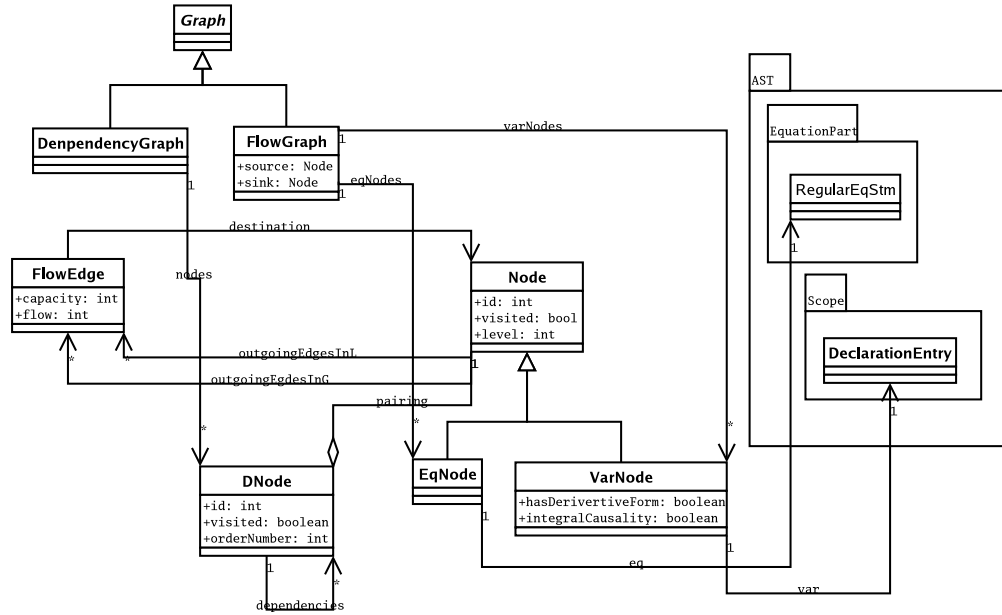 Graph
AST
DenpendencyGraph
1
FlowGraph
+source: Node
+sink: Node
1
1
varNodes
eqNodes
EquationPart
RegularEqStm
1
destination
FlowEdge
+capacity: int
+flow: int
nodes
Node
+id: int
+visited: bool
+level: int
1
Scope
DeclarationEntry
1
*
*
outgoingEdgesInL
outgoingEgdesInG
pairing
*
*
*
DNode
+id: int
+visited: boolean
+orderNumber: int
1
*
dependencies
EqNode
1
VarNode
+hasDerivertiveForm: boolean
+integralCausality: boolean
1
eq
var